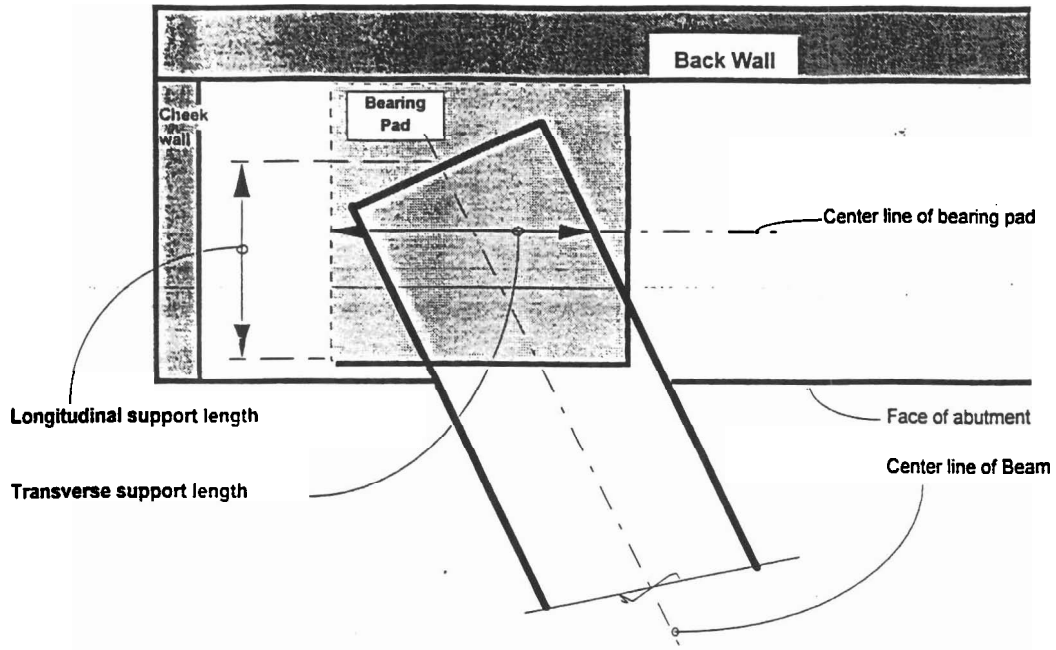 Back Wall
Bearing
Pad
Cheek
wall
Center line of bearing pad
Longitudinal support length
Face of abutment
Center line of Beam
Transverse support length